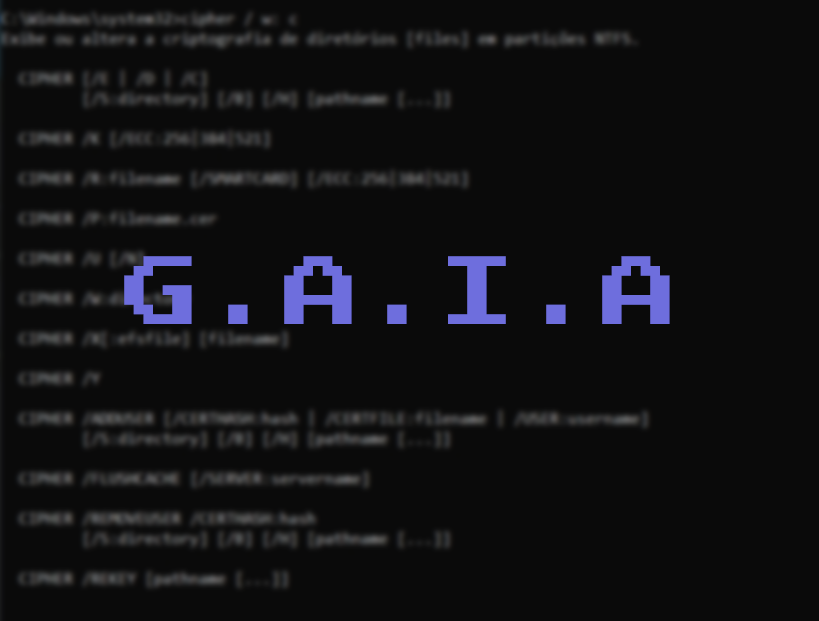 C:\Windows\system32>cipher / w: c
Exibe ou altera a criptografia de diretórios [files] em partições NTFS.
CIPHER [/E | /D | /C]
[/S:directory] [/B] [/H] [pathname [...]]
CIPHER /K [/ECC:256|384|521]
CIPHER /R:filename [/SMARTCARD] [/ECC:256|384|521]
CIPHER /P:filename.cer
CIPHER /U [/N]
G.A.I.A
CIPHER
CIPHER /X[:efsfile] [filename]
CIPHER /Y
CIPHER /ADDUSER [/CERTHASH:hash | /CERTFILE:filename | /USER:username]
[/S:directory] [/B] [/H] [pathname [...]]
CIPHER /FLUSHCACHE [/SERVER:servername]
CIPHER /REMOVEUSER /CERTHASH:hash
[/S:directory] [/B] [/H] [pathname [...]]
CIPHER /REKEY [pathname [...]]